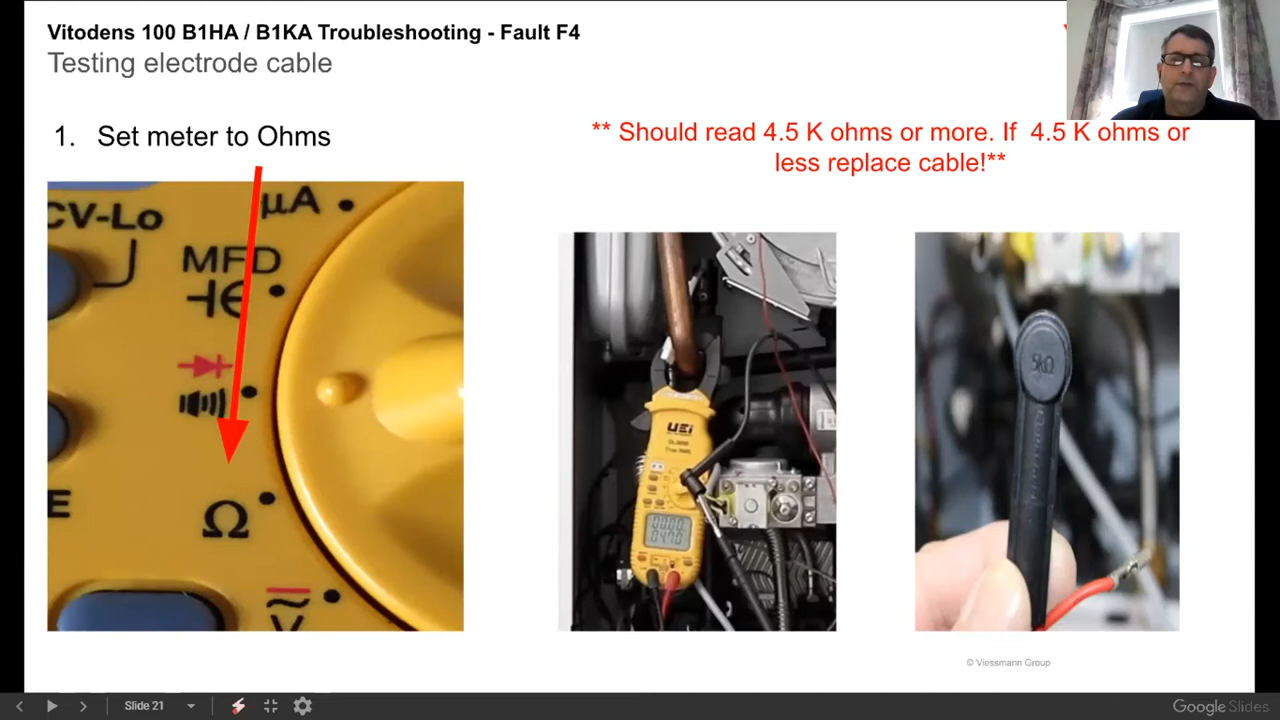 Vitodens 100 B1HA / B1KA Troubleshooting - Fault F4
Testing electrode cable
1. Set meter to Ohms
** Should read 4.5 K ohms or more. If 4.5 K ohms or
less replace cable!**
CV-Lo
µA
MFD
E
Ω
V
UEi
5kΩ
© Viessmann Group
Slide 21
Google Slides